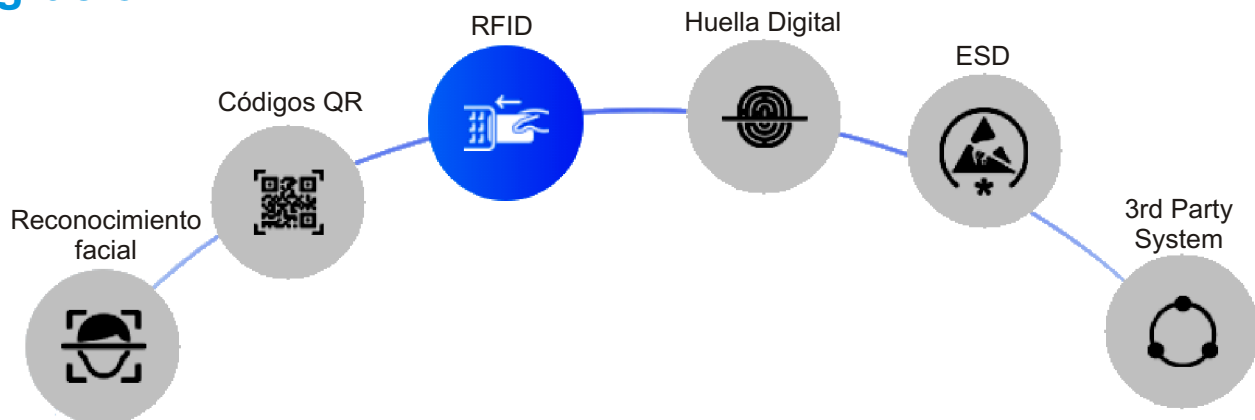 RFID
Huella Digital
ESD
Códigos QR
Reconocimiento
facial
3rd Party
System